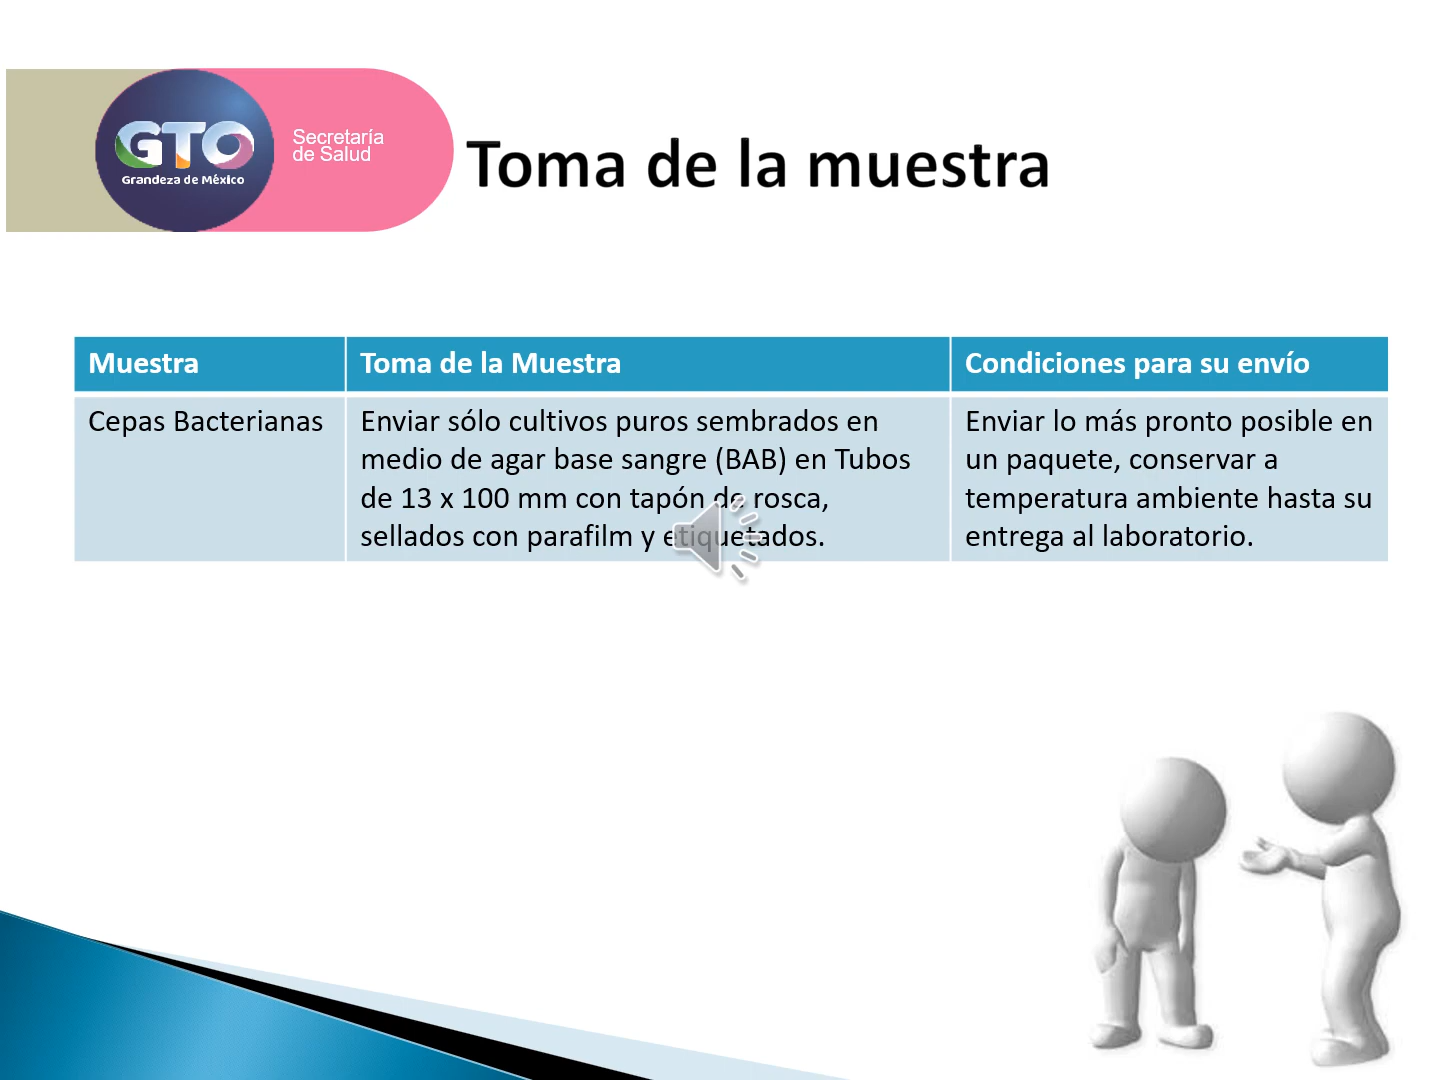 GTO
Grandeza de México
Secretaría
de Salud
Toma de la muestra
Muestra
Toma de la Muestra
Condiciones para su envío
Cepas Bacterianas
Enviar sólo cultivos puros sembrados en
medio de agar base sangre (BAB) en Tubos
de 13 x 100 mm con tapón de rosca,
sellados con parafilm y etiquetados.
Enviar lo más pronto posible en
un paquete, conservar a
temperatura ambiente hasta su
entrega al laboratorio.